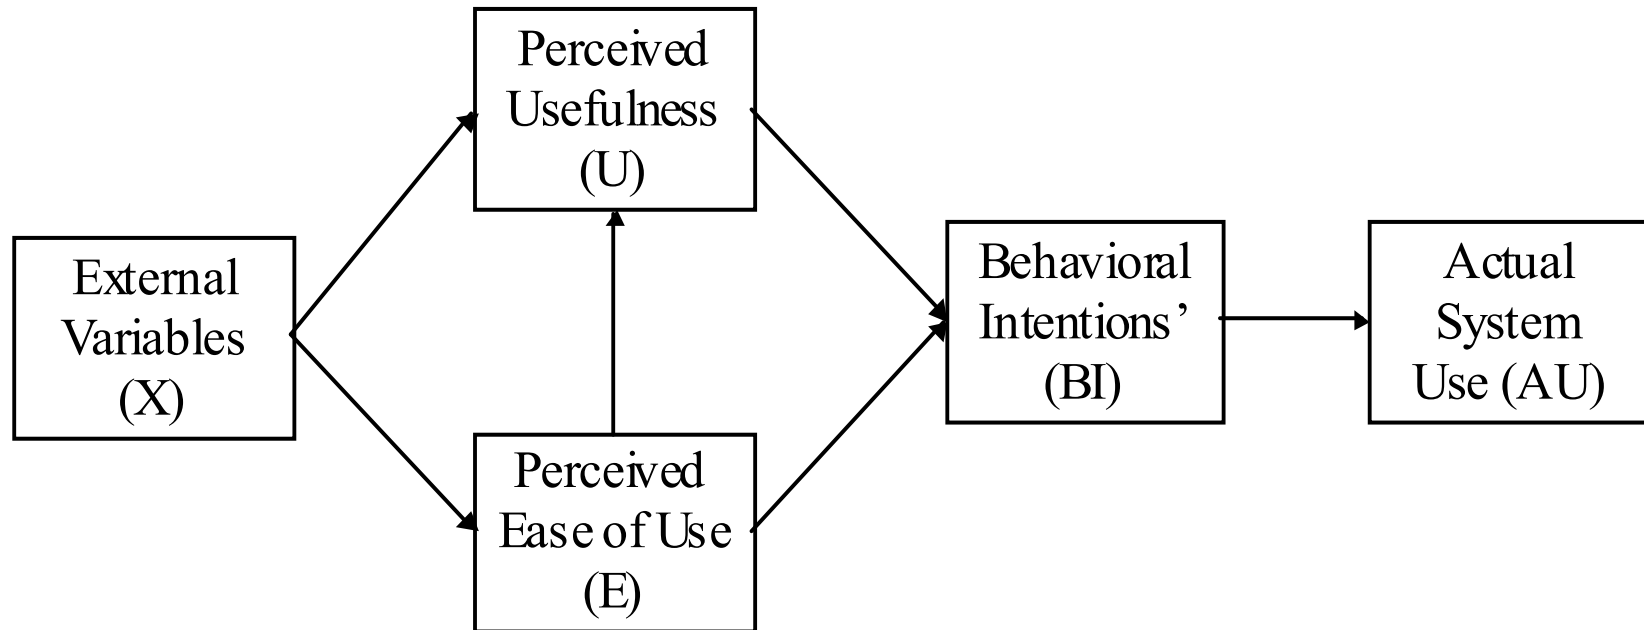 Perceived
Usefulness
(U)
External
Variables
(X)
Perceived
Ease of Use
(E)
Behavioral
Intentions’
(BI)
Actual
System
Use (AU)